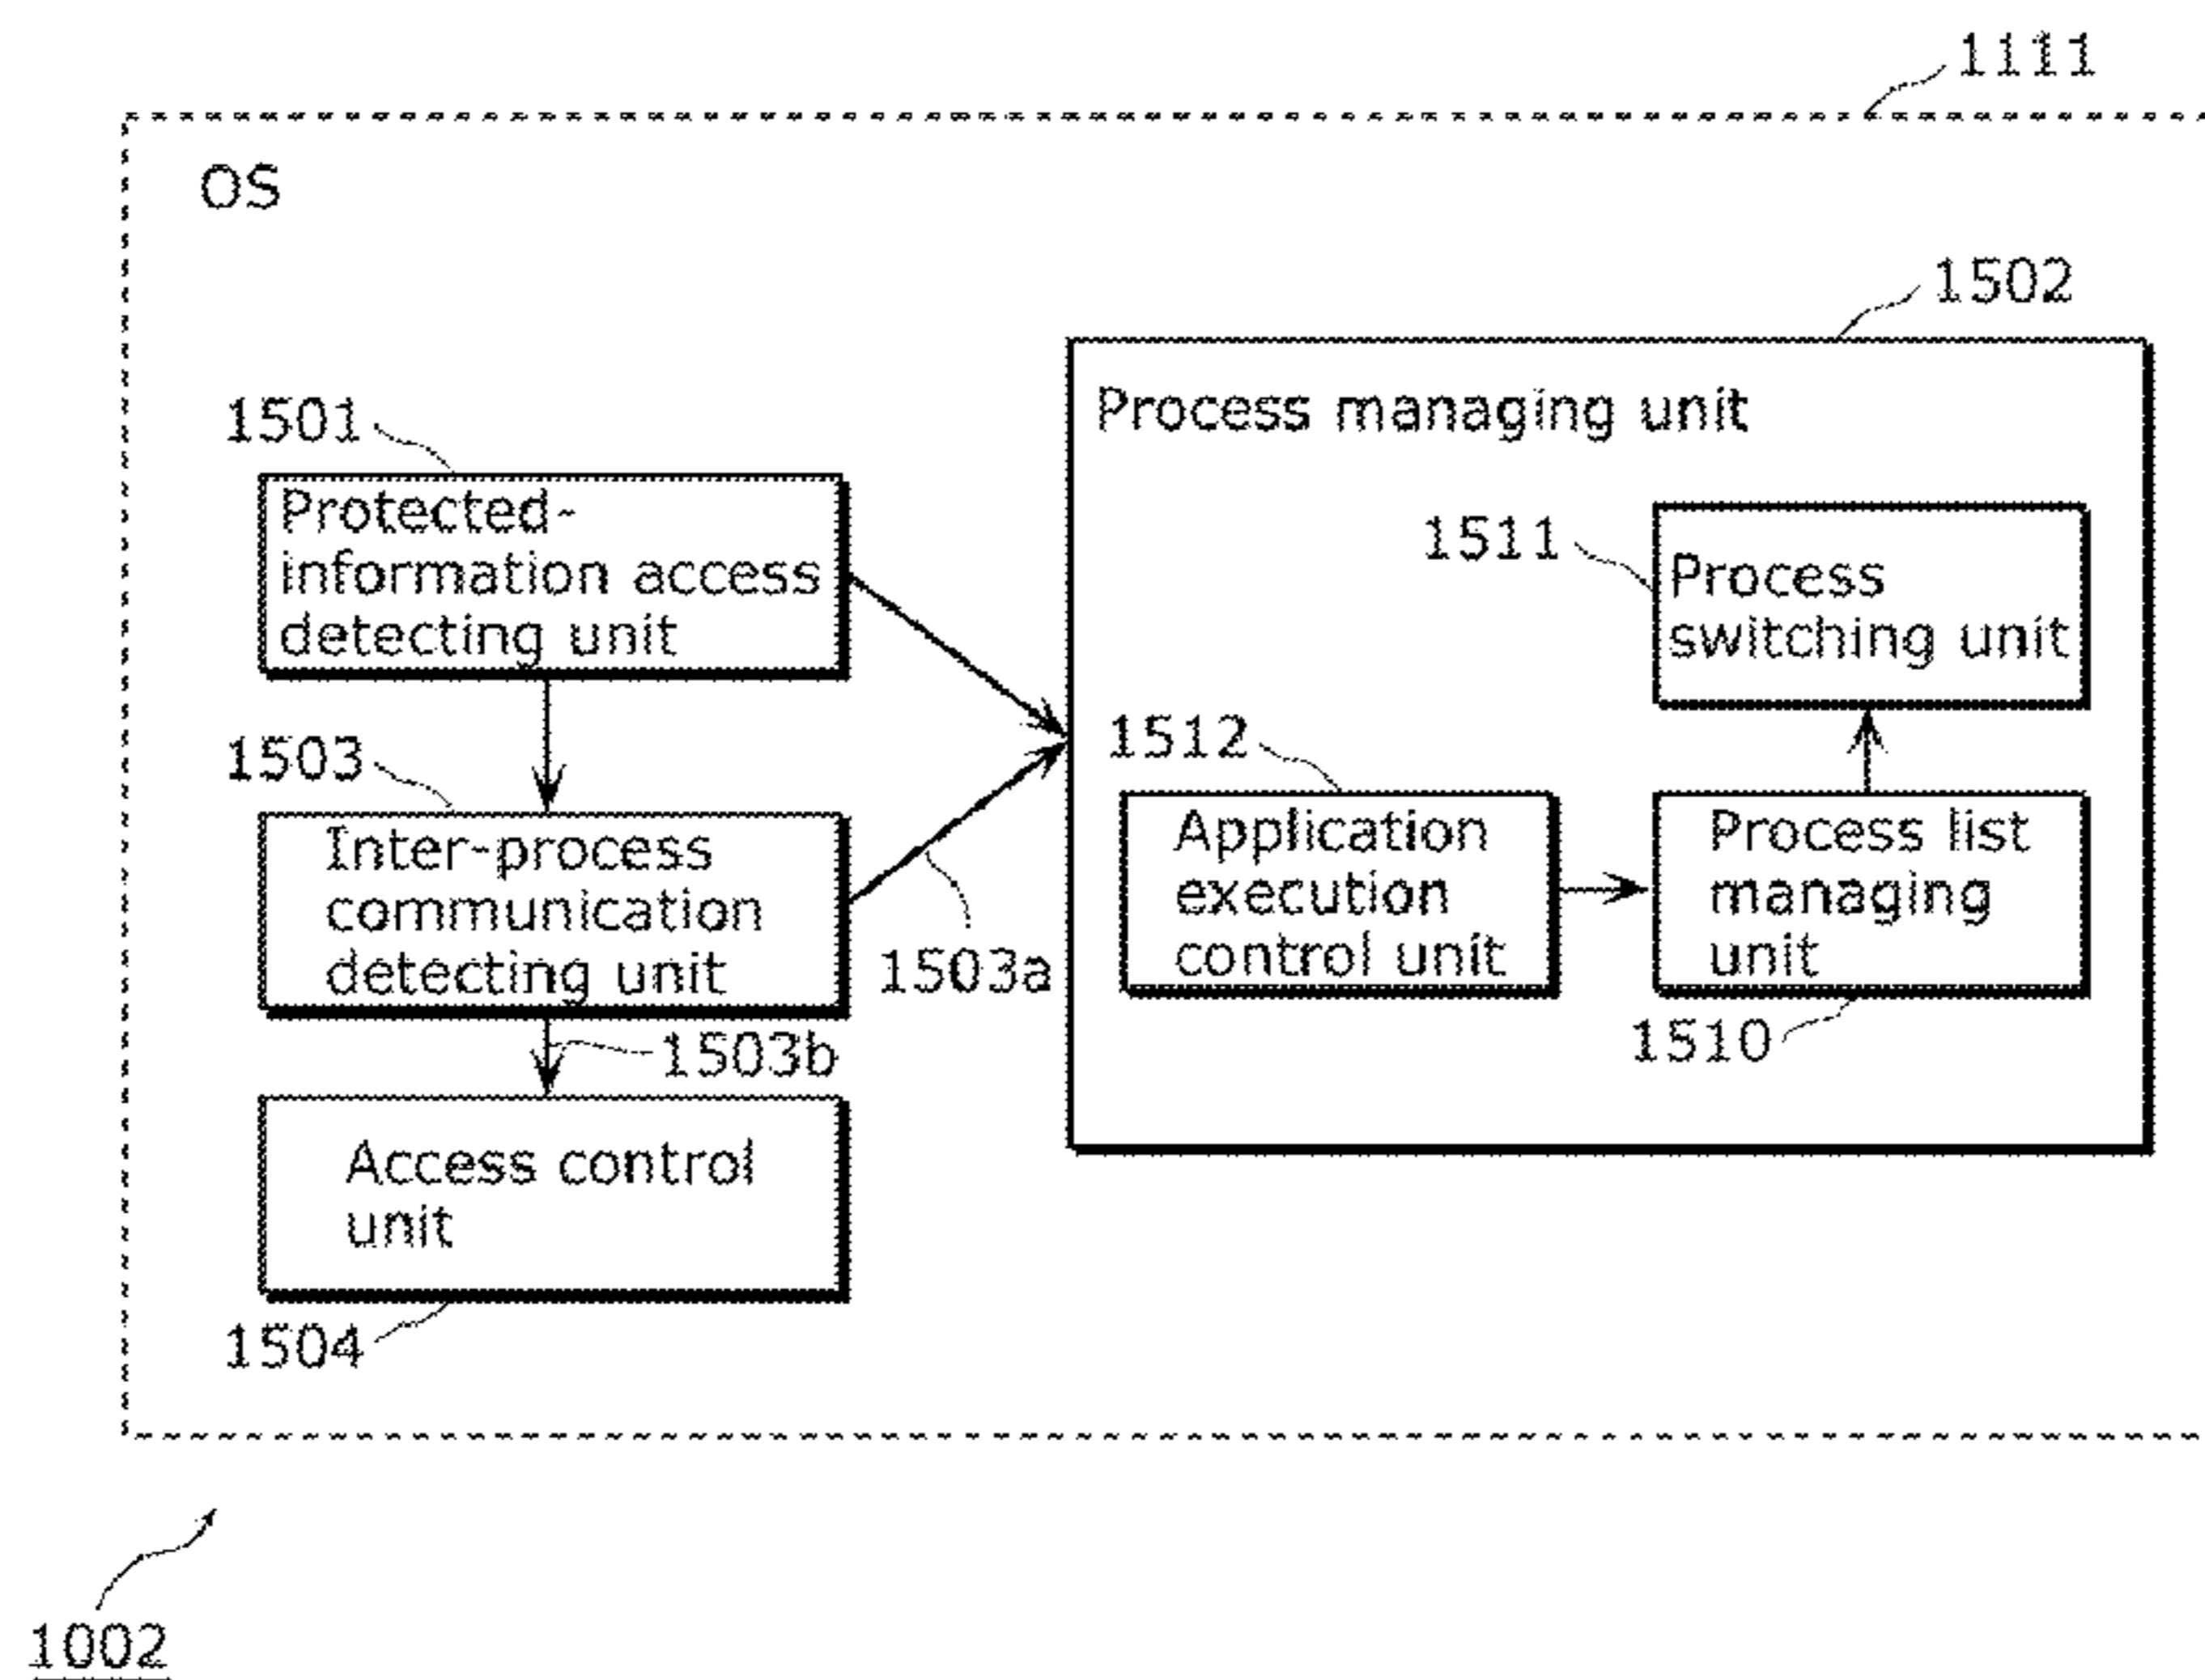 1111
OS
1502
Process managing unit
1501
Protected-
information access
detecting unit
1511
Process
switching unit
1503
Inter-process
communication
detecting unit
1503a
1512
Application
execution
control unit
Process list
managing
unit
1510
1503b
Access control
unit
1504
1002